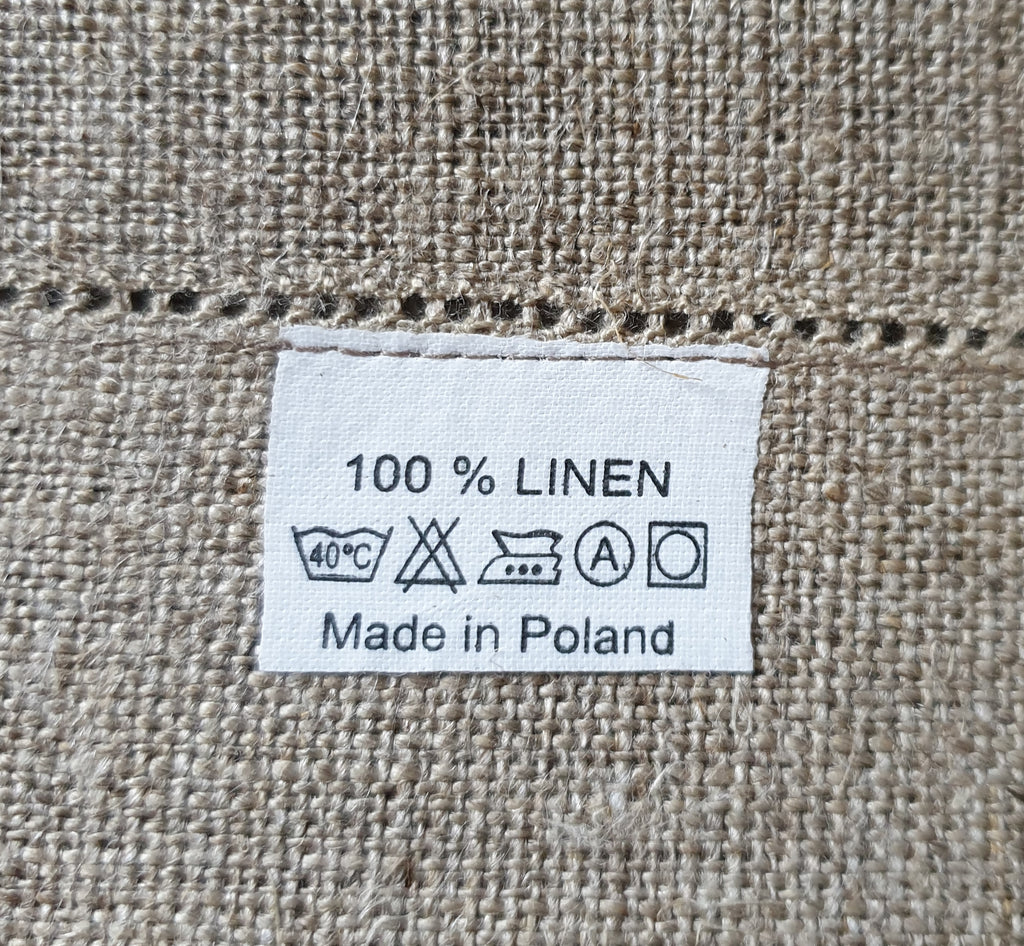 100 % LINEN
40°C A
Made in Poland